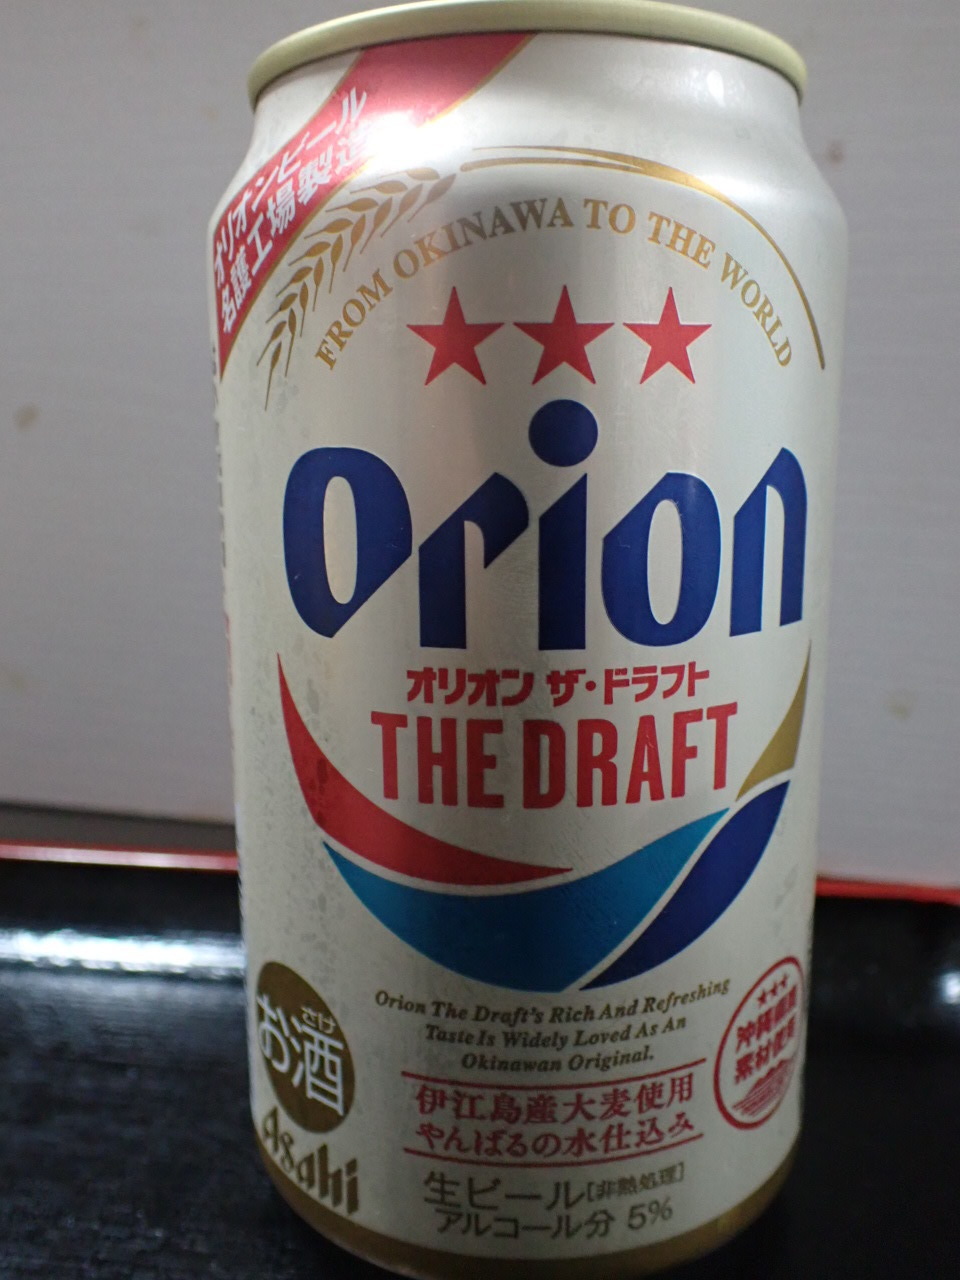 オリオンビール
名護工場製造
FROM OKINAWA TO THE WORLD
Orion
オリオン ザ・ドラフト
THE DRAFT
Orion The Draft's Rich And Refreshing
Taste Is Widely Loved As An
Okinawan Original.
伊江島産大麦使用
やんばるの水仕込み
生ビール[非熱処理]
アルコール分 5%
さけ
お酒
Asahi
沖縄県産
素材使用